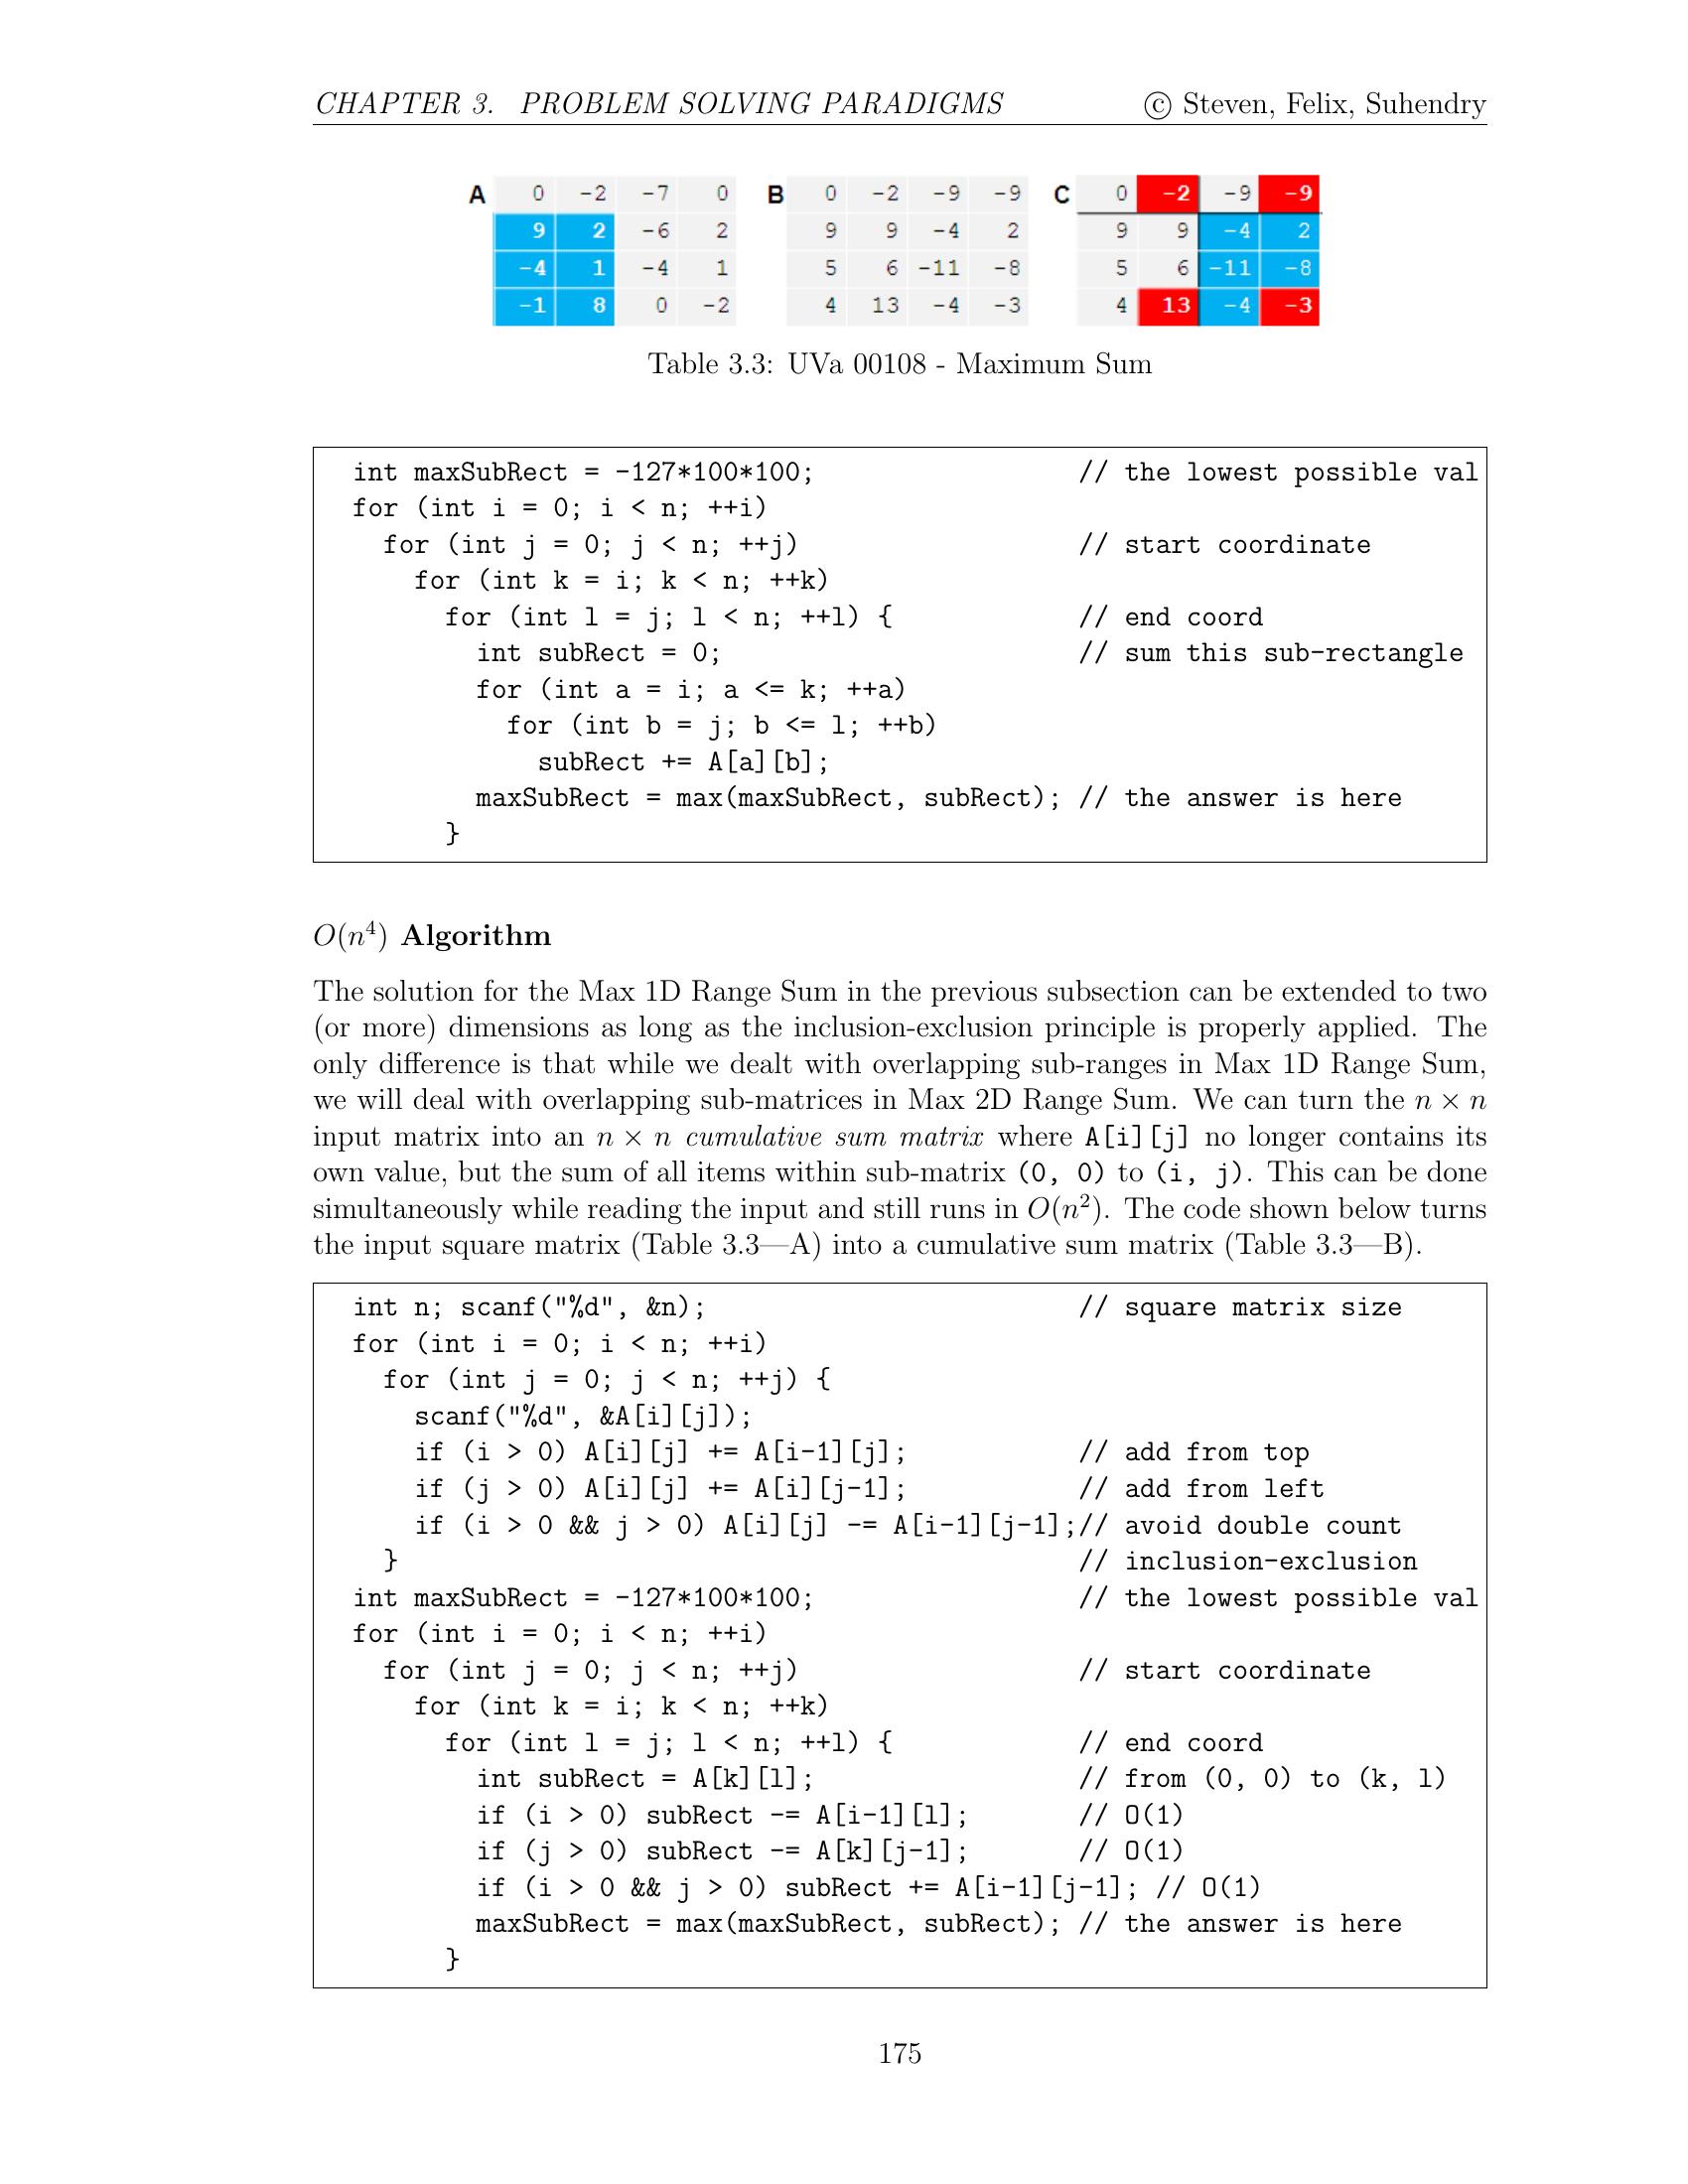 CHAPTER 3. PROBLEM SOLVING PARADIGMS © Steven, Felix, Suhendry
A 0 -2 -7 0 B 0 -2 -9 -9 C 0 -2 -9 -9
9 2 -6 2 9 9 -4 2 9 9 -4 2
-4 1 -4 1 5 6 -11 -8 5 6 -11 -8
-1 8 0 -2 4 13 -4 -3 4 13 -4 -3
Table 3.3: UVa 00108 - Maximum Sum
int maxSubRect = -127*100*100; // the lowest possible val
for (int i = 0; i < n; ++i)
for (int j = 0; j < n; ++j) // start coordinate
for (int k = i; k < n; ++k)
for (int l = j; l < n; ++l) { // end coord
int subRect = 0; // sum this sub-rectangle
for (int a = i; a <= k; ++a)
for (int b = j; b <= l; ++b)
subRect += A[a][b];
maxSubRect = max(maxSubRect, subRect); // the answer is here
}
O(n⁴) Algorithm
The solution for the Max 1D Range Sum in the previous subsection can be extended to two
(or more) dimensions as long as the inclusion-exclusion principle is properly applied. The
only difference is that while we dealt with overlapping sub-ranges in Max 1D Range Sum,
we will deal with overlapping sub-matrices in Max 2D Range Sum. We can turn the n × n
input matrix into an n × n cumulative sum matrix where A[i][j] no longer contains its
own value, but the sum of all items within sub-matrix (0, 0) to (i, j). This can be done
simultaneously while reading the input and still runs in O(n²). The code shown below turns
the input square matrix (Table 3.3—A) into a cumulative sum matrix (Table 3.3—B).
int n; scanf("%d", &n); // square matrix size
for (int i = 0; i < n; ++i)
for (int j = 0; j < n; ++j) {
scanf("%d", &A[i][j]);
if (i > 0) A[i][j] += A[i-1][j]; // add from top
if (j > 0) A[i][j] += A[i][j-1]; // add from left
if (i > 0 && j > 0) A[i][j] -= A[i-1][j-1];// avoid double count
} // inclusion-exclusion
int maxSubRect = -127*100*100; // the lowest possible val
for (int i = 0; i < n; ++i)
for (int j = 0; j < n; ++j) // start coordinate
for (int k = i; k < n; ++k)
for (int l = j; l < n; ++l) { // end coord
int subRect = A[k][l]; // from (0, 0) to (k, l)
if (i > 0) subRect -= A[i-1][l]; // O(1)
if (j > 0) subRect -= A[k][j-1]; // O(1)
if (i > 0 && j > 0) subRect += A[i-1][j-1]; // O(1)
maxSubRect = max(maxSubRect, subRect); // the answer is here
}
175